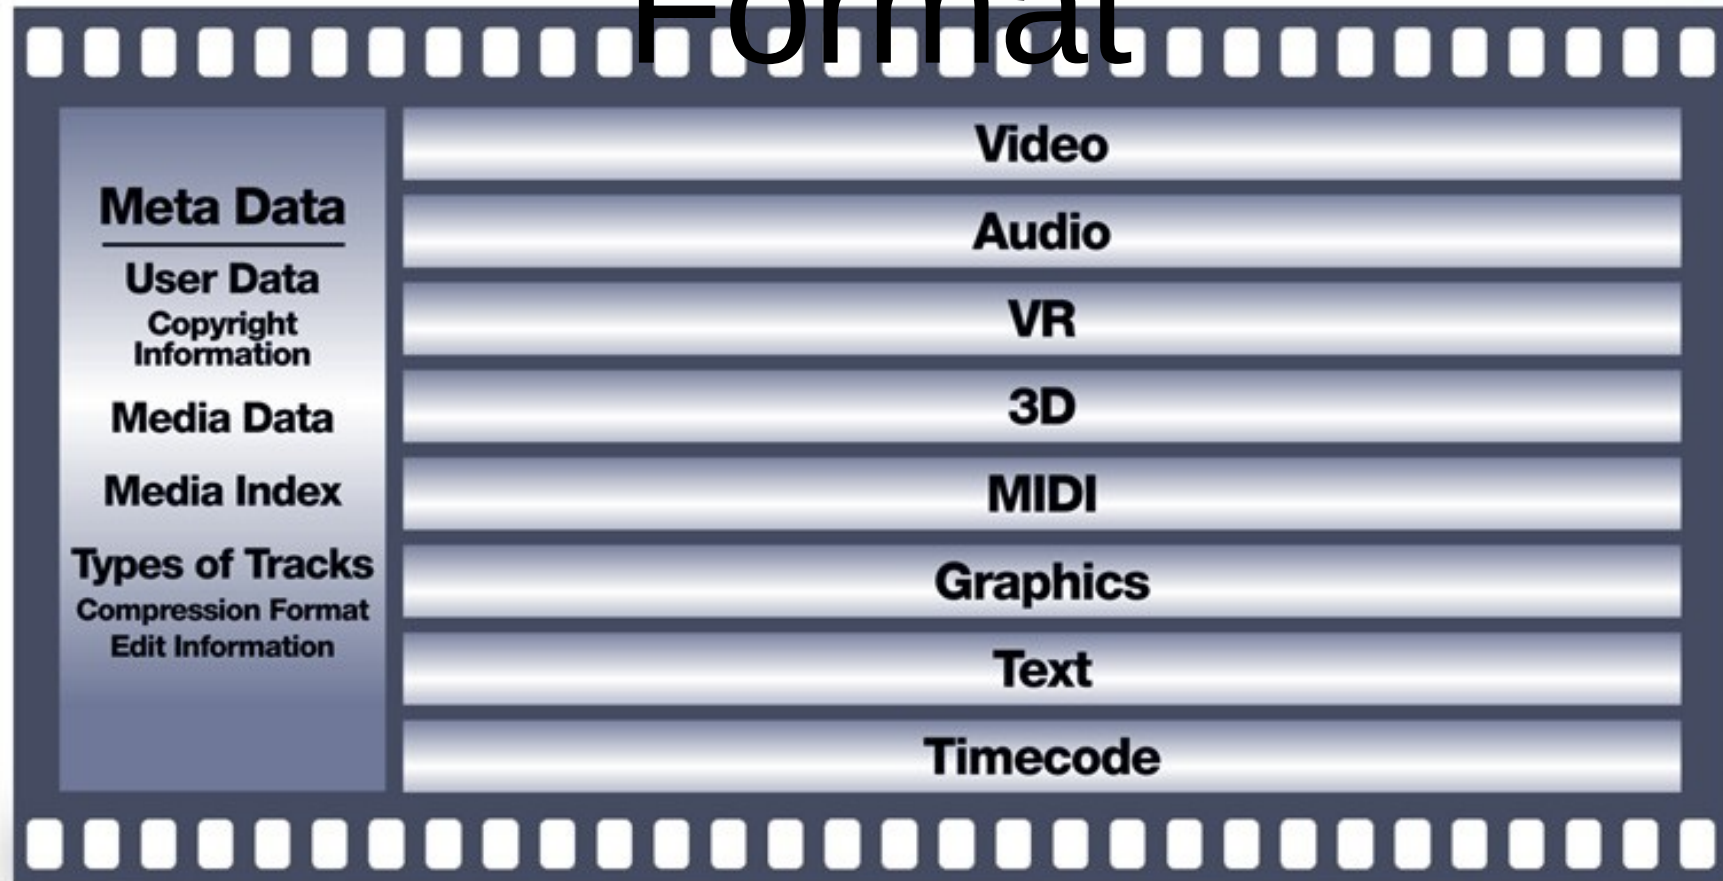 Format
Meta Data
User Data
Copyright
Information
Media Data
Media Index
Types of Tracks
Compression Format
Edit Information
Video
Audio
VR
3D
MIDI
Graphics
Text
Timecode